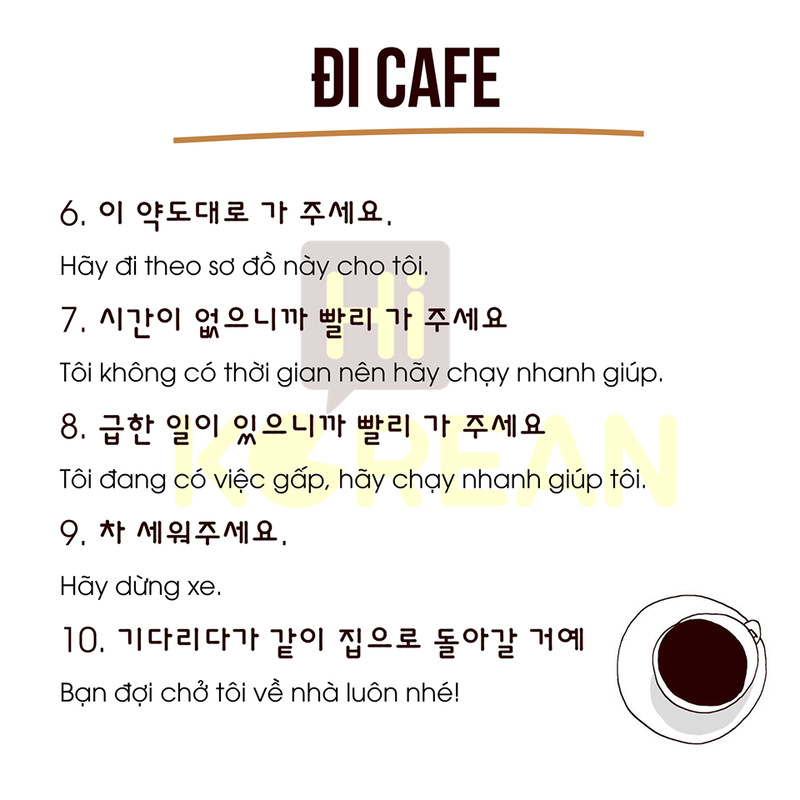 ĐI CAFE
6. 이 약도대로 가 주세요.
Hãy đi theo sơ đồ này cho tôi.
Hi
7. 시간이 없으니까 빨리 가 주세요
Tôi không có thời gian nên hãy chạy nhanh giúp.
8. 급한 일이 있으니까 빨리 가 주세요
KOREAN
Tôi đang có việc gấp, hãy chạy nhanh giúp tôi.
9. 차 세워주세요.
Hãy dừng xe.
10. 기다리다가 같이 집으로 돌아갈 거예
Bạn đợi chở tôi về nhà luôn nhé!